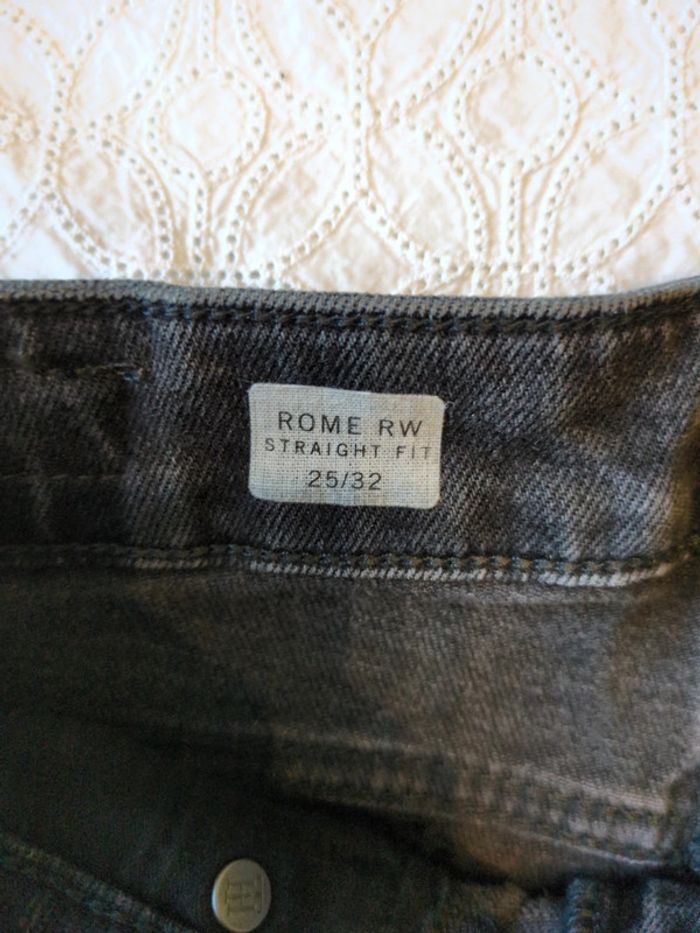 ROME RW
STRAIGHT FIT
25/32